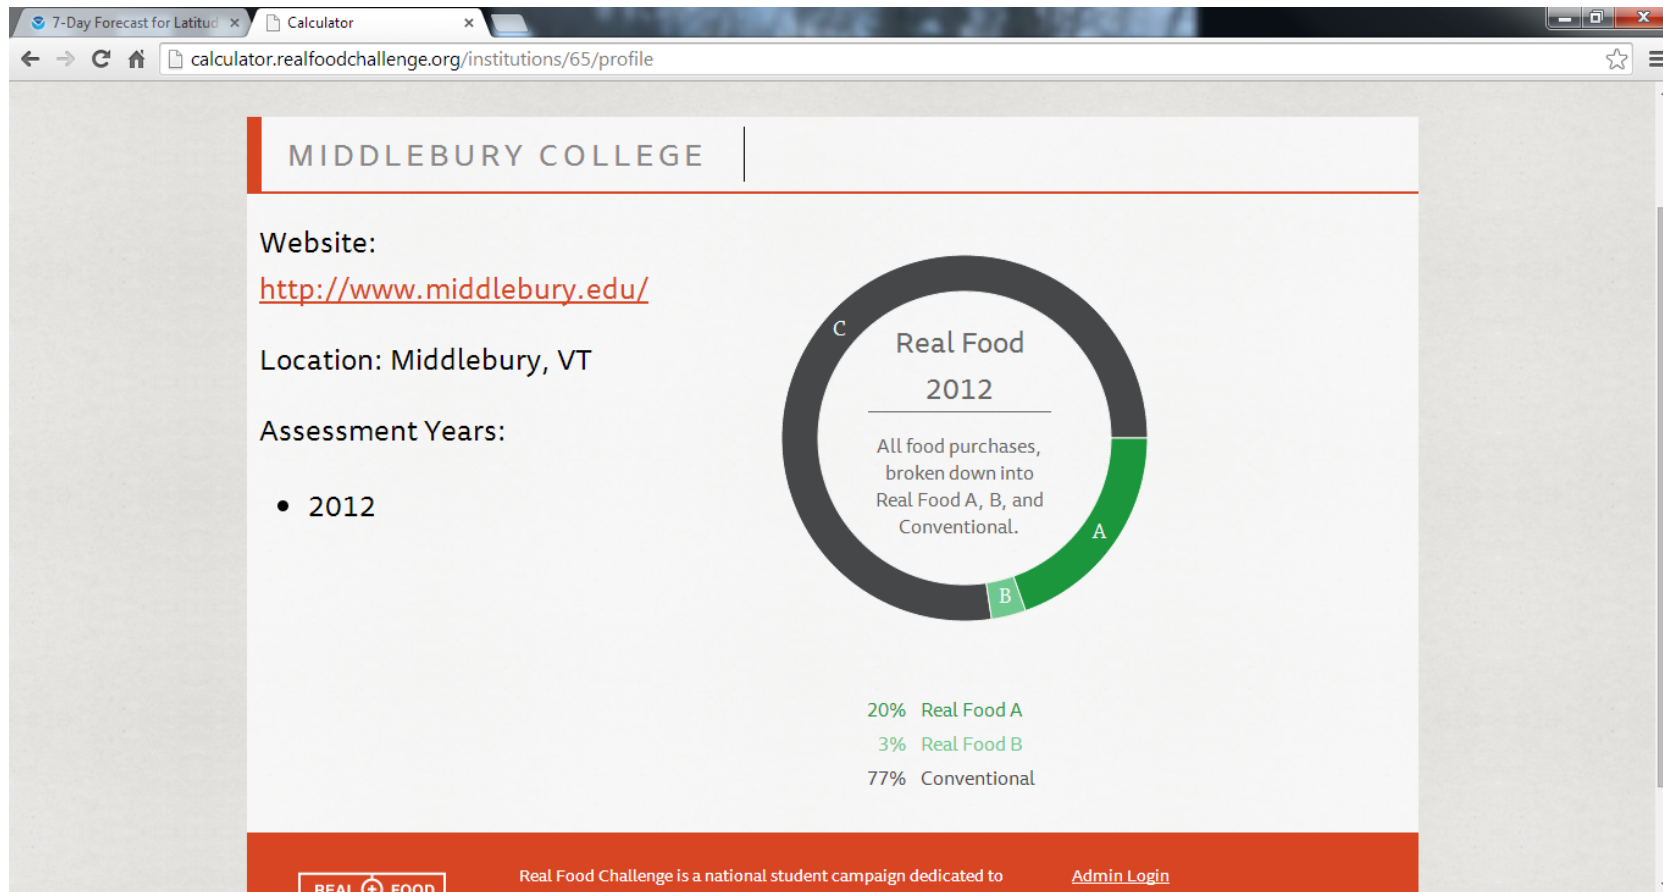 7-Day Forecast for Latitud
Calculator
calculator.realfoodchallenge.org/institutions/65/profile
MIDDLEBURY COLLEGE
Website:
http://www.middlebury.edu/
Location: Middlebury, VT
Assessment Years:
• 2012
C
Real Food
2012
All food purchases,
broken down into
Real Food A, B, and
Conventional.
A
B
20% Real Food A
3% Real Food B
77% Conventional
REAL FOOD
Real Food Challenge is a national student campaign dedicated to
Admin Login